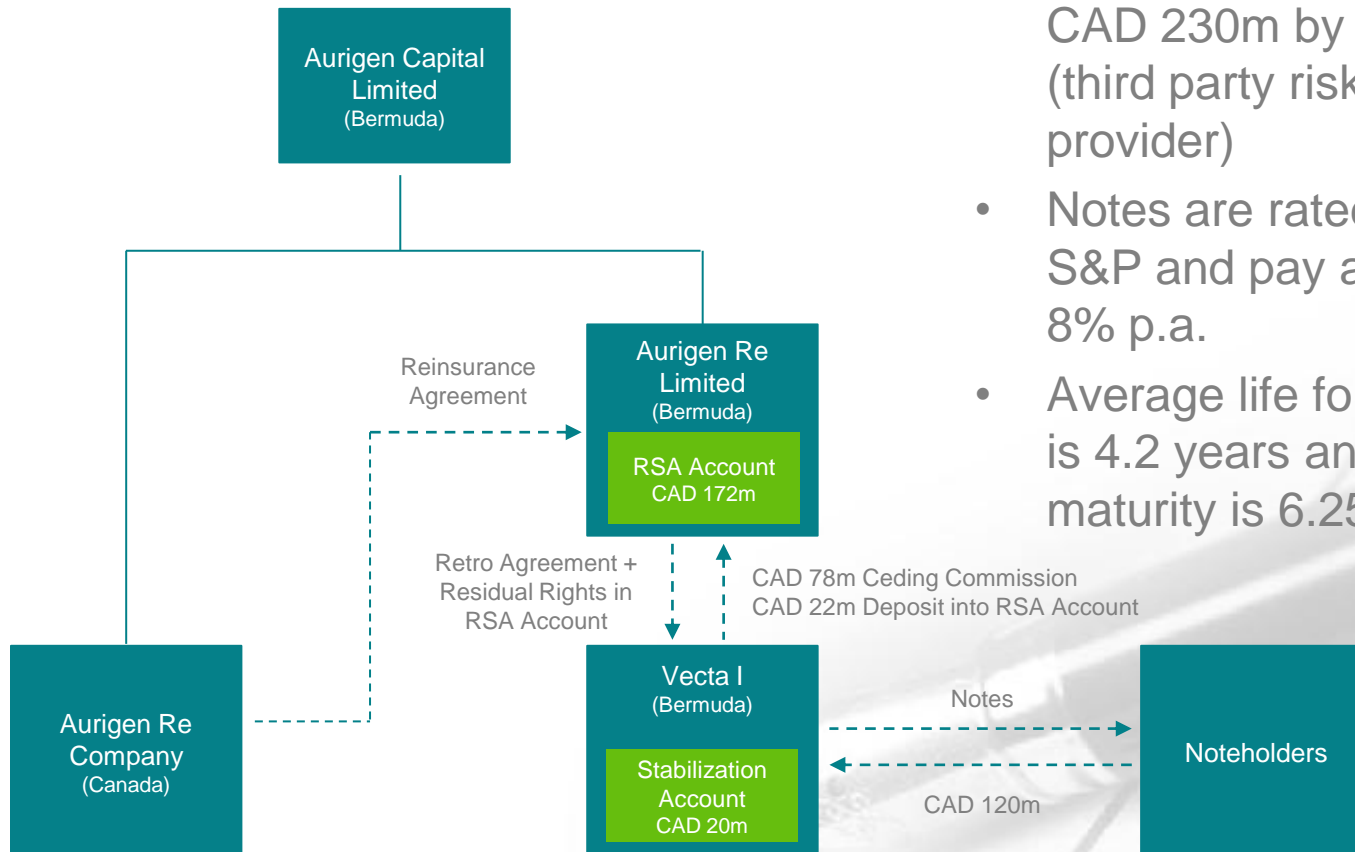 Aurigen Capital
Limited
(Bermuda)
CAD 230m by
(third party risk
provider)
• Notes are rated
S&P and pay a
8% p.a.
• Average life fo
is 4.2 years an
maturity is 6.25
Reinsurance
Agreement
Aurigen Re
Limited
(Bermuda)
RSA Account
CAD 172m
Retro Agreement +
Residual Rights in
RSA Account
CAD 78m Ceding Commission
CAD 22m Deposit into RSA Account
Aurigen Re
Company
(Canada)
Vecta I
(Bermuda)
Stabilization
Account
CAD 20m
Notes
CAD 120m
Noteholders